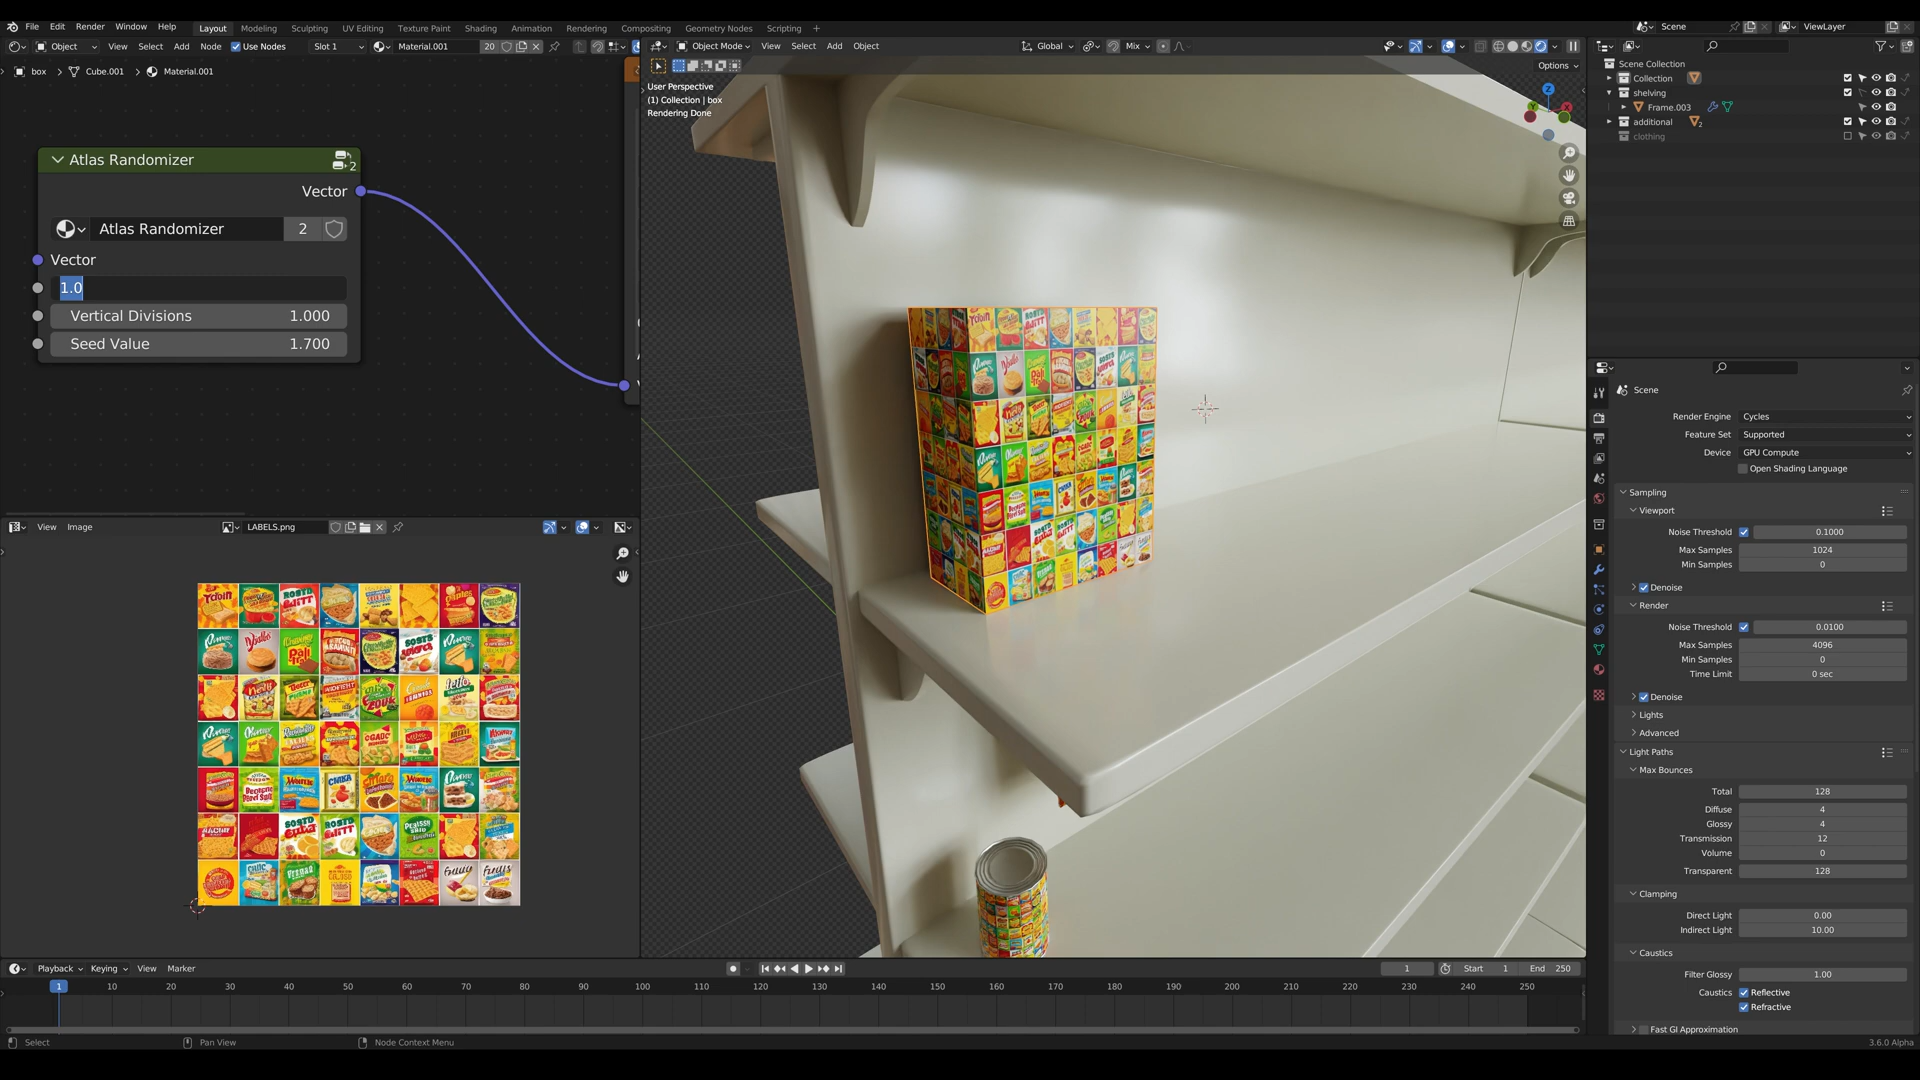 File Edit Render Window Help Layout Modeling Sculpting UV Editing Texture Paint Shading Animation Rendering Compositing Geometry Nodes Scripting + Scene ViewLayer
Object View Select Add Node Use Nodes Slot 1 Material.001 20
Object Mode View Select Add Object Global Mix
box > Cube.001 > Material.001
Options
User Perspective
(1) Collection | box
Rendering Done
Atlas Randomizer
2
Vector
Atlas Randomizer 2
Vector
1.0
Vertical Divisions 1.000
Seed Value 1.700
View Image LABELS.png
Z
Scene Collection
Collection
shelving
Frame.003
additional 2
clothing
Scene
Render Engine Cycles
Feature Set Supported
Device GPU Compute
Open Shading Language
Sampling
Viewport
Noise Threshold 0.1000
Max Samples 1024
Min Samples 0
Denoise
Render
Noise Threshold 0.0100
Max Samples 4096
Min Samples 0
Time Limit 0 sec
Denoise
Lights
Advanced
Light Paths
Max Bounces
Total 128
Diffuse 4
Glossy 4
Transmission 12
Volume 0
Transparent 128
Clamping
Direct Light 0.00
Indirect Light 10.00
Caustics
Filter Glossy 1.00
Caustics Reflective
Refractive
Fast GI Approximation
Playback Keying View Marker 1 Start 1 End 250
1 10 20 30 40 50 60 70 80 90 100 110 120 130 140 150 160 170 180 190 200 210 220 230 240 250
Select Pan View Node Context Menu 3.6.0 Alpha